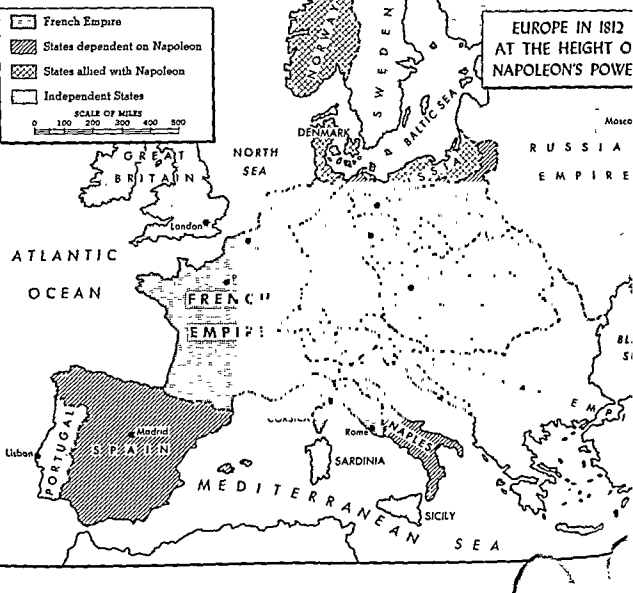 French Empire
States dependent on Napoleon
States allied with Napoleon
Independent States
SCALE OF MILES
0 100 200 300 400 500
EUROPE IN 1812
AT THE HEIGHT O
NAPOLEON'S POWE
NORWAY
SWEDEN
DENMARK
BALTIC SEA
Mosco
RUSSIA
EMPIRE
GREAT
BRITAIN
NORTH
SEA
SSA
London
ATLANTIC
OCEAN
P
FRENCH
EMPIRE
BL
S
EMPI
PORTUGAL
Lisbon
Madrid
SPAIN
CORSICA
Rome
NAPLES
SARDINIA
SICILY
MEDITERRANEAN SEA